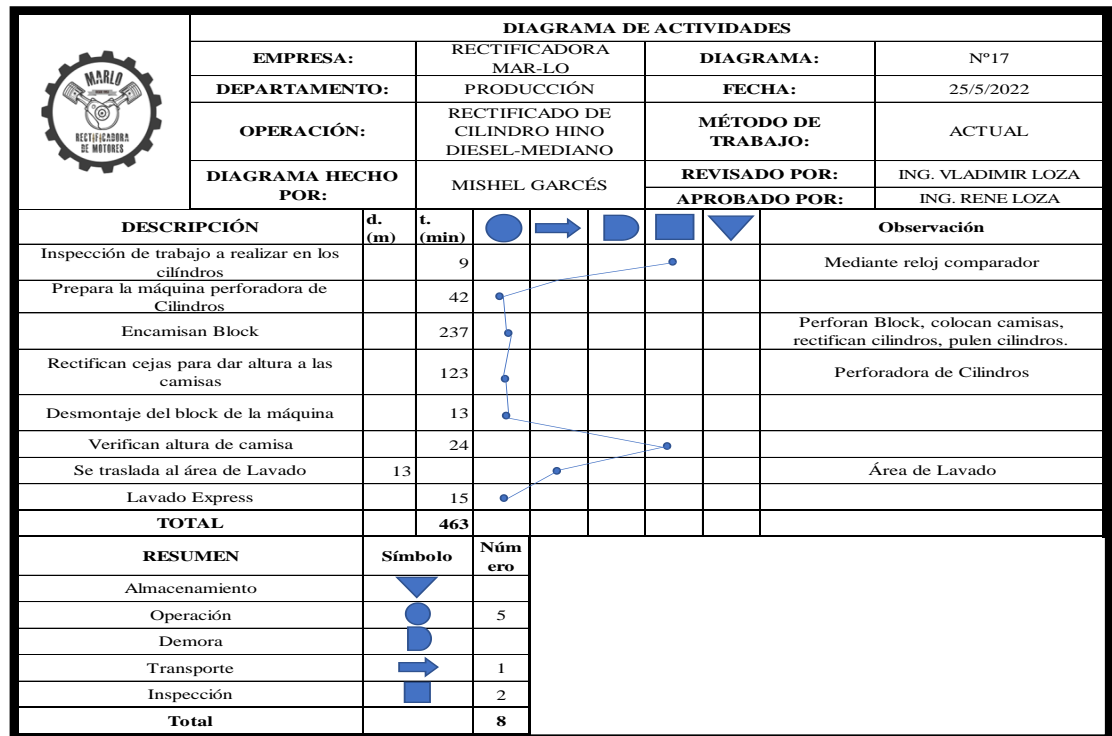 MARLO
RECTIFICADORA
DE MOTORES
DIAGRAMA DE ACTIVIDADES
EMPRESA:
RECTIFICADORA
MAR-LO
DIAGRAMA:
Nº17
DEPARTAMENTO:
PRODUCCIÓN
FECHA:
25/5/2022
OPERACIÓN:
RECTIFICADO DE
CILINDRO HINO
DIESEL-MEDIANO
MÉTODO DE
TRABAJO:
ACTUAL
DIAGRAMA HECHO
POR:
MISHEL GARCÉS
REVISADO POR:
ING. VLADIMIR LOZA
APROBADO POR:
ING. RENE LOZA
DESCRIPCIÓN
d.
(m)
t.
(min)
Observación
Inspección de trabajo a realizar en los
cilíndros
9
Mediante reloj comparador
Prepara la máquina perforadora de
Cilindros
42
Encamisan Block
237
Perforan Block, colocan camisas,
rectifican cilindros, pulen cilindros.
Rectifican cejas para dar altura a las
camisas
123
Perforadora de Cilindros
Desmontaje del block de la máquina
13
Verifican altura de camisa
24
Se traslada al área de Lavado
13
Área de Lavado
Lavado Express
15
TOTAL
463
RESUMEN
Símbolo
Núm
ero
Almacenamiento
Operación
5
Demora
Transporte
1
Inspección
2
Total
8